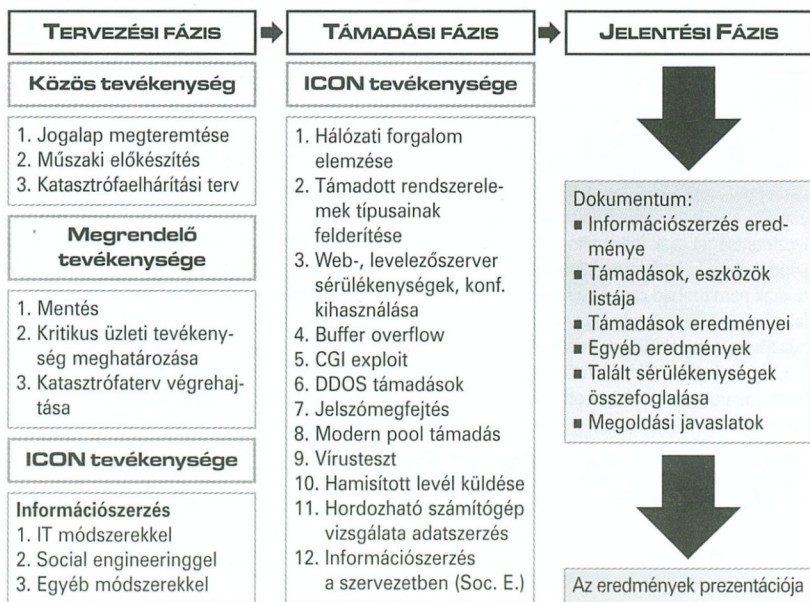 TERVEZÉSI FÁZIS
Közös tevékenység
1. Jogalap megteremtése
2. Műszaki előkészítés
3. Katasztrófaelhárítási terv
Megrendelő
tevékenysége
1. Mentés
2. Kritikus üzleti tevékeny-
ség meghatározása
3. Katasztrófaterv végrehaj-
tása
ICON tevékenysége
Információszerzés
1. IT módszerekkel
2. Social engineeringgel
3. Egyéb módszerekkel
TÁMADÁSI FÁZIS
ICON tevékenysége
1. Hálózati forgalom
elemzése
2. Támadott rendszerele-
mek típusainak
felderítése
3. Web-, levelezőszerver
sérülékenységek, konf.
kihasználása
4. Buffer overflow
5. CGI exploit
6. DDOS támadások
7. Jelszómegfejtés
8. Modern pool támadás
9. Vírusteszt
10. Hamisított levél küldése
11. Hordozható számítógép
vizsgálata adatszerzés
12. Információszerzés
a szervezetben (Soc. E.)
JELENTÉSI FÁZIS
Dokumentum:
■ Információszerzés ered-
ménye
■ Támadások, eszközök
listája
■ Támadások eredményei
■ Egyéb eredmények
■ Talált sérülékenységek
összefoglalása
■ Megoldási javaslatok
Az eredmények prezentációja